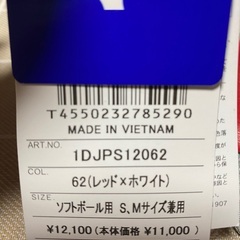 T4550232785290
MADE IN VIETNAM
ART.NO.
1DJPS12062
COL.
62(レッド×ホワイト)
SIZE.
ソフトボール用 S、Mサイズ兼用
¥12,100(本体価格 ¥11,000)